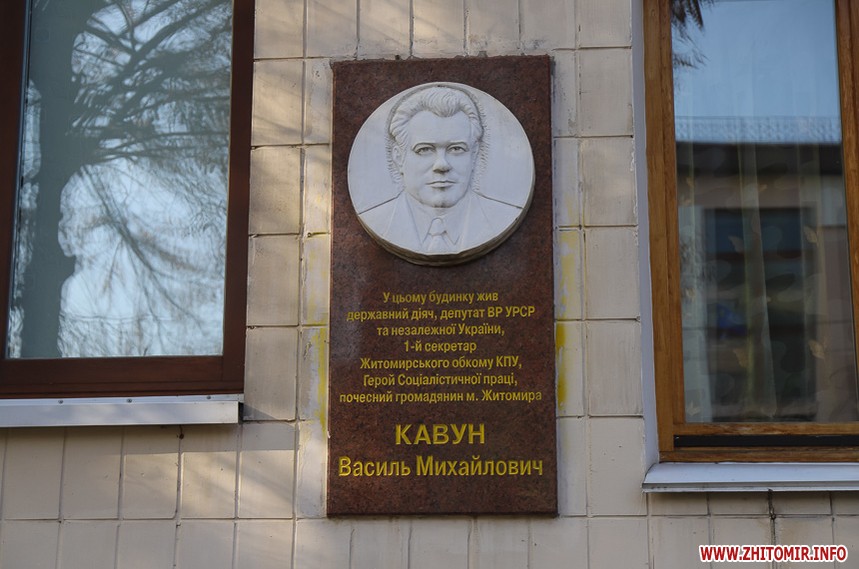 У цьому будинку жив
державний діяч, депутат ВР УРСР
та незалежної України,
1-й секретар
Житомирського обкому КПУ,
Герой Соціалістичної праці,
почесний громадянин м. Житомира
КАВУН
Василь Михайлович
WWW.ZHITOMIR.INFO